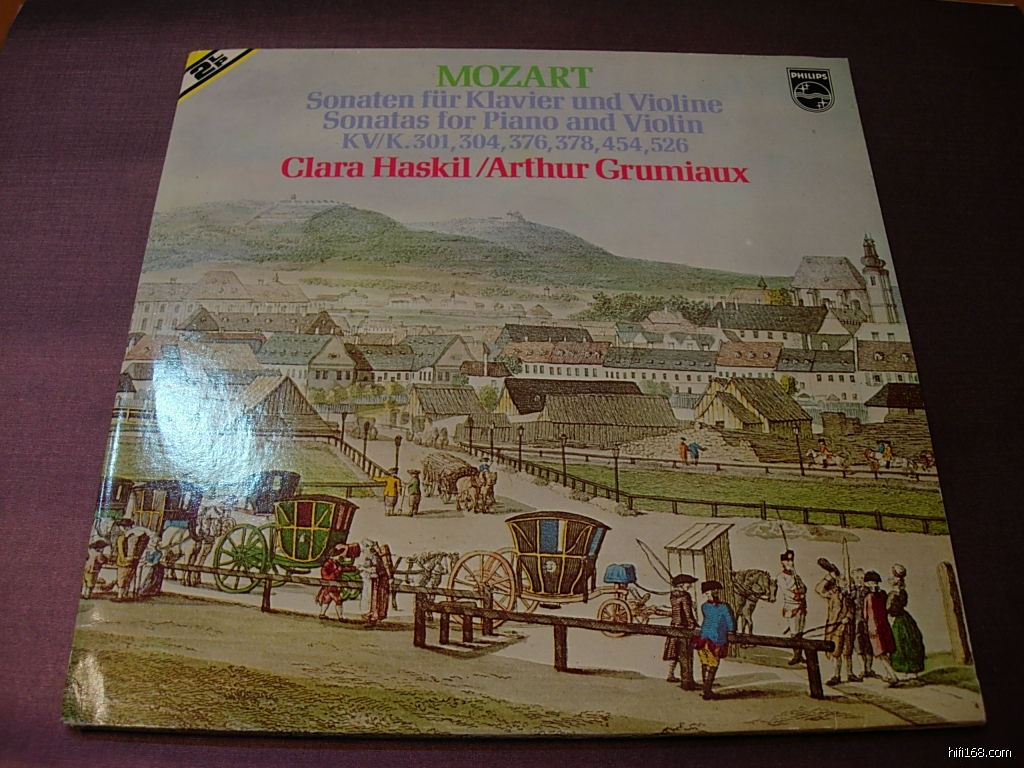 2LP
MOZART
PHILIPS
Sonaten für Klavier und Violine
Sonatas for Piano and Violin
KV/K. 301, 304, 376, 378, 454, 526
Clara Haskil/Arthur Grumiaux
hifi168.com